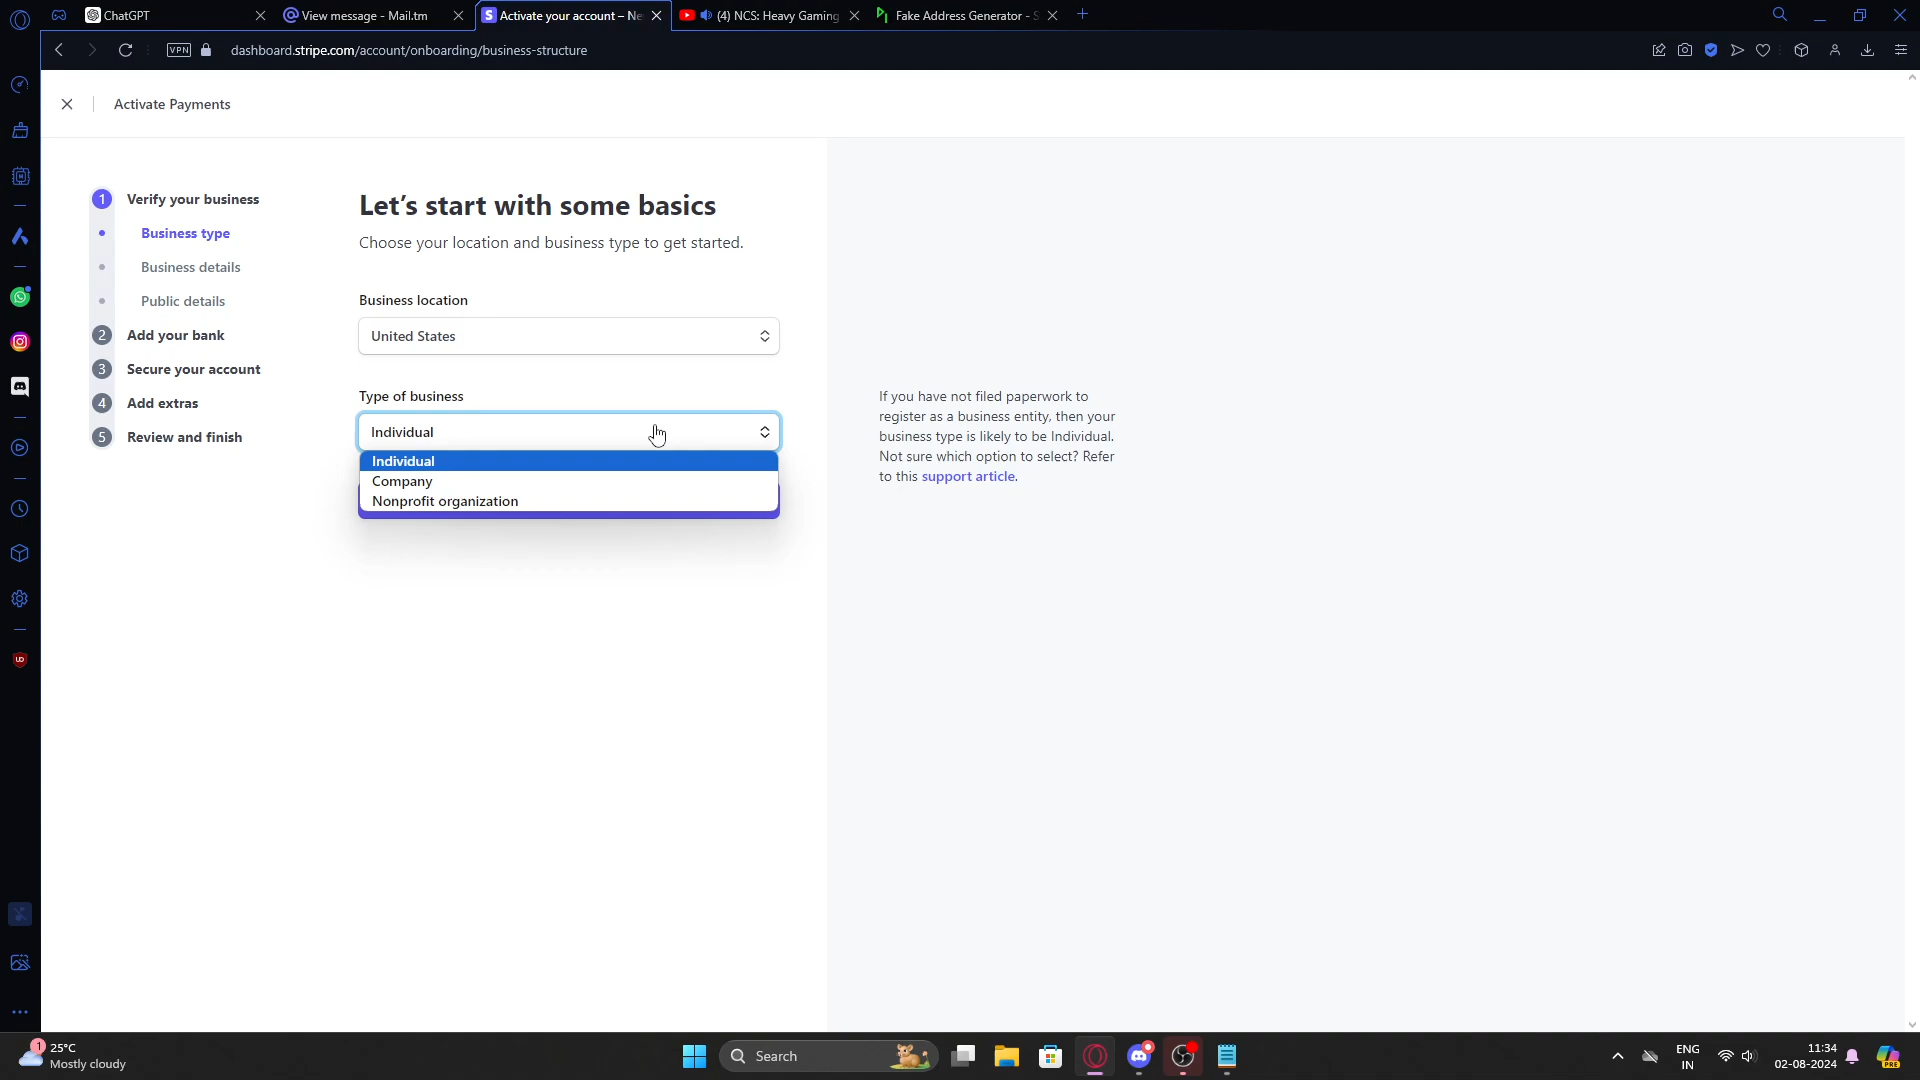 ChatGPT
View message - Mail.tm
Activate your account – Ne
(4) NCS: Heavy Gaming
Fake Address Generator - S
VPN
dashboard.stripe.com/account/onboarding/business-structure
Activate Payments
1 Verify your business
Business type
Business details
Public details
2 Add your bank
3 Secure your account
4 Add extras
5 Review and finish
Let's start with some basics
Choose your location and business type to get started.
Business location
United States
Type of business
Individual
Individual
Company
Nonprofit organization
If you have not filed paperwork to
register as a business entity, then your
business type is likely to be Individual.
Not sure which option to select? Refer
to this support article.
1
25°C
Mostly cloudy
Search
ENG
IN
11:34
02-08-2024
PRE